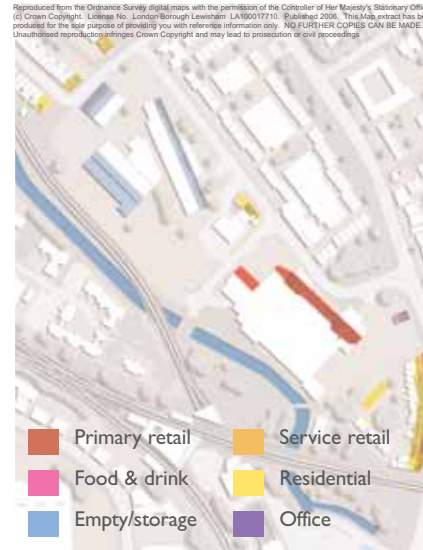 Reproduced from the Ordnance Survey digital maps with the permission of the Controller of Her Majesty's Stationary Offi
(c) Crown Copyright. License No. London Borough Lewisham LA100017710. Published 2006. This Map extract has be
produced for the sole purpose of providing you with reference information only. NO FURTHER COPIES CAN BE MADE.
Unauthorised reproduction infringes Crown Copyright and may lead to prosecution or civil proceedings
Primary retail
Service retail
Food & drink
Residential
Empty/storage
Office